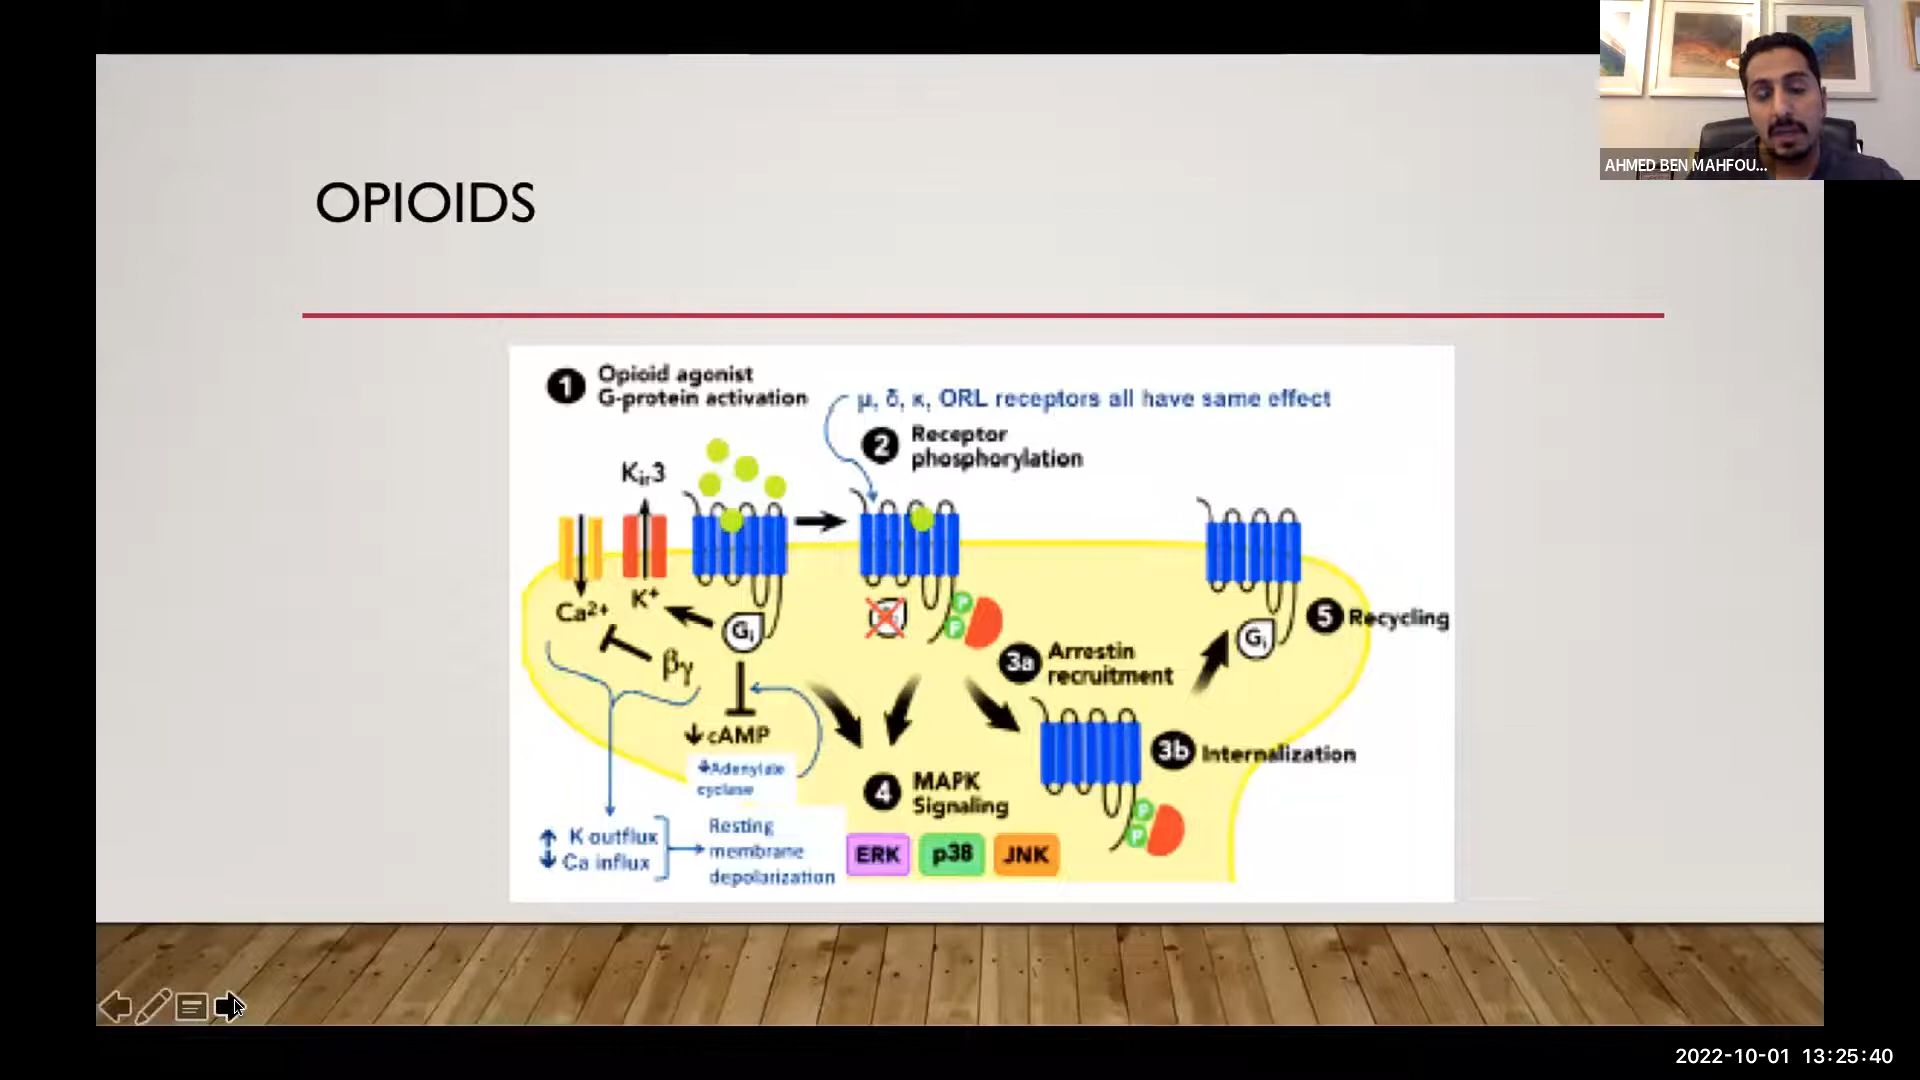 AHMED BEN MAHFOU...
OPIOIDS
1 Opioid agonist
G-protein activation
μ, δ, κ, ORL receptors all have same effect
2 Receptor
phosphorylation
Kir3
Ca2+
K+
Gi
βγ
↓ cAMP
↓Adenylate
cyclase
P
P
3a Arrestin
recruitment
Gi
5 Recycling
3b Internalization
P
P
4 MAPK
Signaling
ERK p38 JNK
↑ K outflux
↓ Ca influx
Resting
membrane
depolarization
2022-10-01 13:25:40